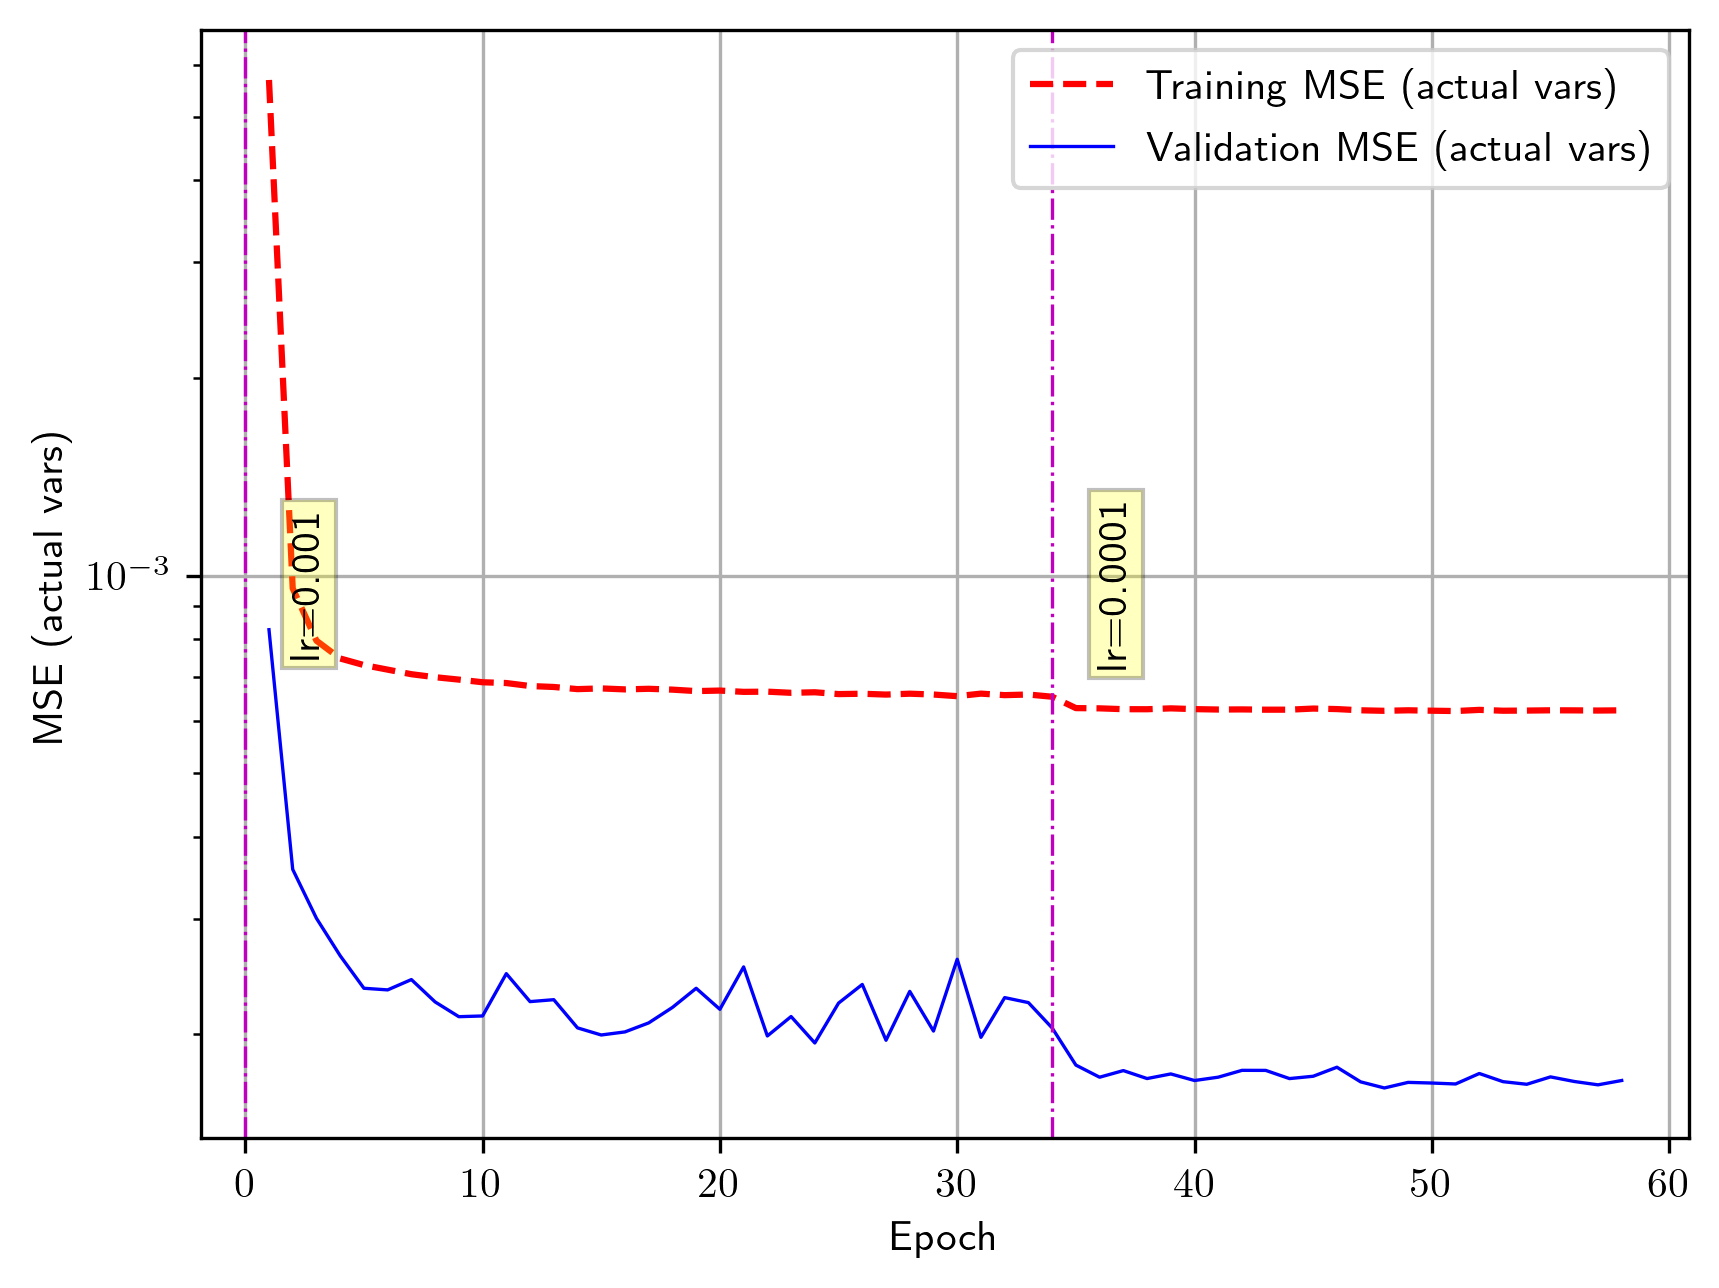 Training MSE (actual vars)
Validation MSE (actual vars)
MSE (actual vars)
10⁻³
lr=0.001
lr=0.0001
0 10 20 30 40 50 60
Epoch